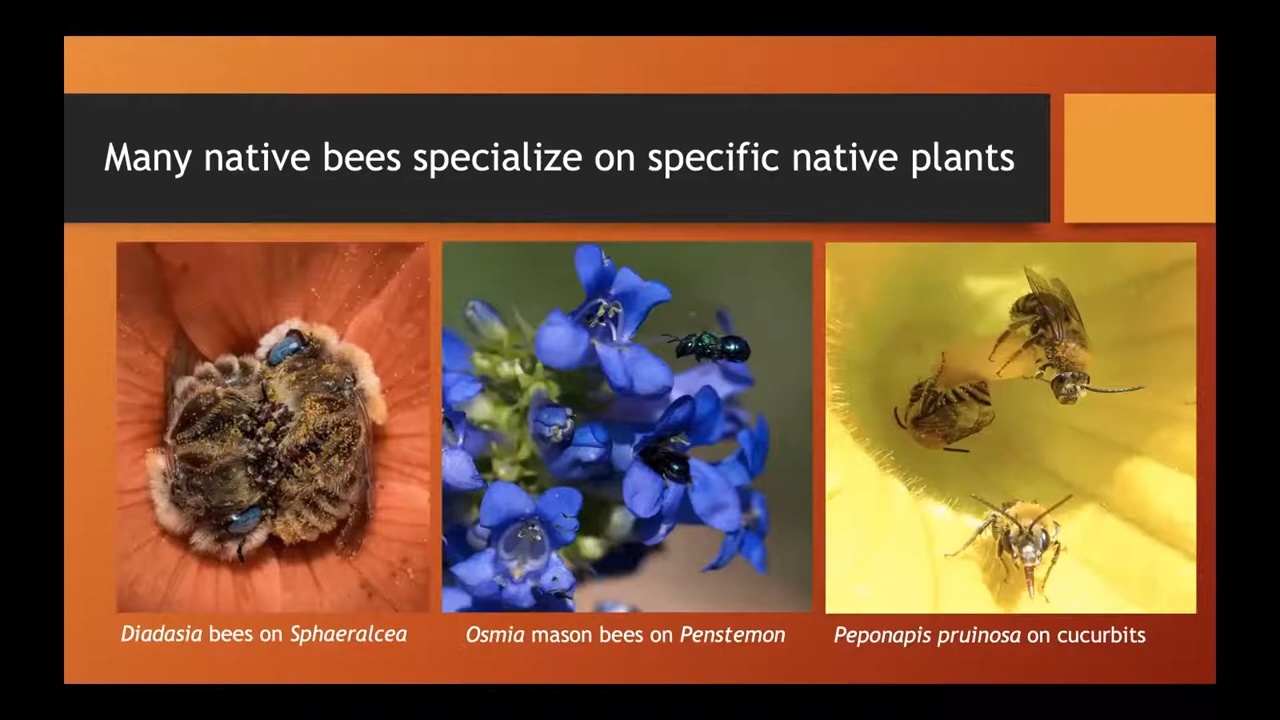 Many native bees specialize on specific native plants
Diadasia bees on Sphaeralcea
Osmia mason bees on Penstemon
Peponapis pruinosa on cucurbits